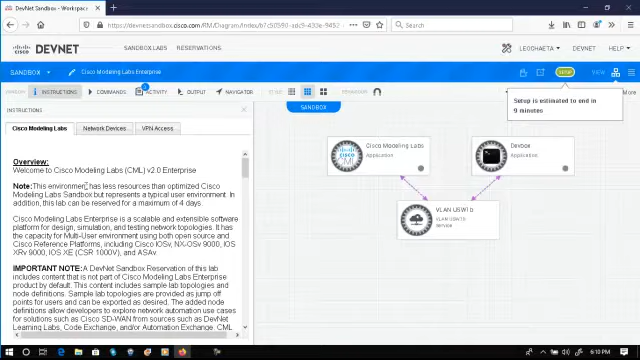 DevNet Sandbox - Workspace
https://devnetsandbox.cisco.com/RM/Diagram/Index/
Search
CISCO
DEVNET
SANDBOX LABS
RESERVATIONS
LEOGHAETA
DEVNET
HELP
SANDBOX
Cisco Modeling Labs Enterprise
SETUP
VIEW
INSTRUCTIONS
COMMANDS
ACTIVITY
OUTPUT
NAVIGATOR
More
Setup is estimated to end in
9 minutes
INSTRUCTIONS
SANDBOX
Cisco Modeling Labs
Network Devices
VPN Access
Overview:
Welcome to Cisco Modeling Labs (CML) v2.0 Enterprise
Note: This environment has less resources than optimized Cisco
Modeling Labs Sandbox but represents a typical user environment. In
addition, this lab can be reserved for a maximum of 4 days.
Cisco Modeling Labs Enterprise is a scalable and extensible software
platform for design, simulation, and testing network topologies. It has
the capacity for Multi-User environment using both open source and
Cisco Reference Platforms, including Cisco IOSv, NX-OSv 9000, IOS
XRv 9000, IOS XE (CSR 1000V), and ASAv.
IMPORTANT NOTE: A DevNet Sandbox Reservation of this lab
includes content that is not part of Cisco Modeling Labs Enterprise
product by default. This content includes sample lab topologies and
node definitions. Sample lab topologies are provided as jump off
points for users and can be exported as desired. The added node
definitions allow developers to explore network automation use cases
for solutions such as Cisco SD-WAN from sources such as DevNet
Learning Labs, Code Exchange, and/or Automation Exchange. CML
Cisco Modeling Labs
Application
Devbox
Application
Service
6:10 PM